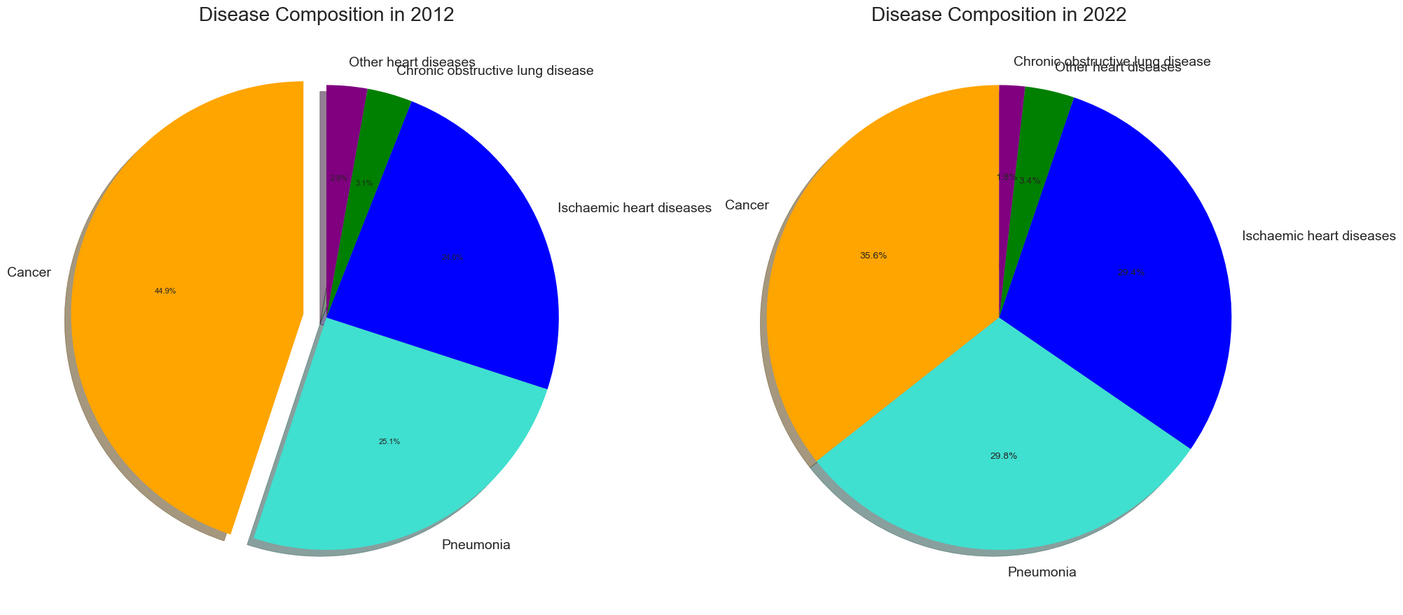 Disease Composition in 2012
Other heart diseases
Chronic obstructive lung disease
3.1%
Ischaemic heart diseases
Cancer
44.9%
25.1%
Pneumonia
Disease Composition in 2022
Chronic obstructive lung disease
Other heart diseases
3.4%
Cancer
Ischaemic heart diseases
35.6%
29.8%
Pneumonia